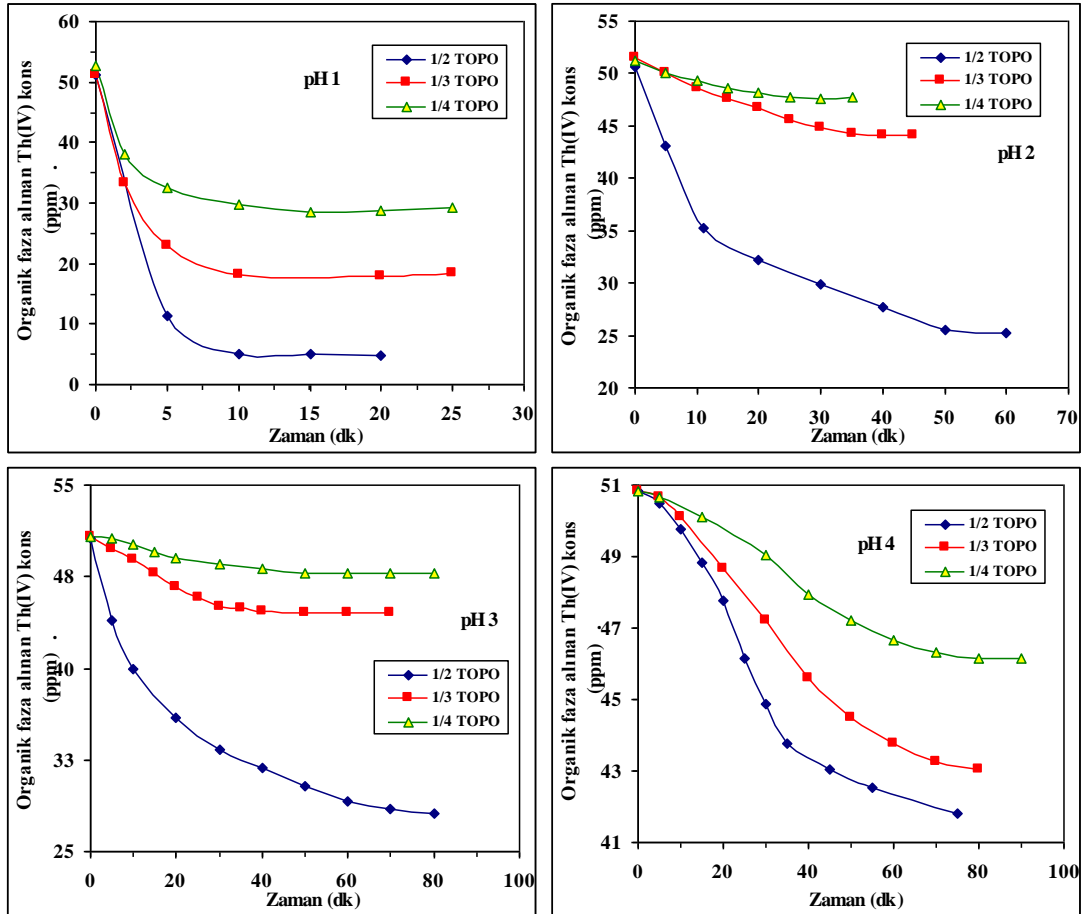 60
50
40
30
20
10
0
0 5 10 15 20 25 30
Zaman (dk)
Organik faza alınan Th(IV) kons
(ppm) .
pH 1
1/2 TOPO
1/3 TOPO
1/4 TOPO
55
50
45
40
35
30
25
20
0 10 20 30 40 50 60 70
Zaman (dk)
Organik faza alınan Th(IV) kons
(ppm) .
pH 2
1/2 TOPO
1/3 TOPO
1/4 TOPO
55
48
40
33
25
0 20 40 60 80 100
Zaman (dk)
Organik faza alınan Th(IV) kons
(ppm) .
pH 3
1/2 TOPO
1/3 TOPO
1/4 TOPO
51
49
47
45
43
41
0 20 40 60 80 100
Zaman (dk)
Organik faza alınan Th(IV) kons
(ppm) .
pH 4
1/2 TOPO
1/3 TOPO
1/4 TOPO